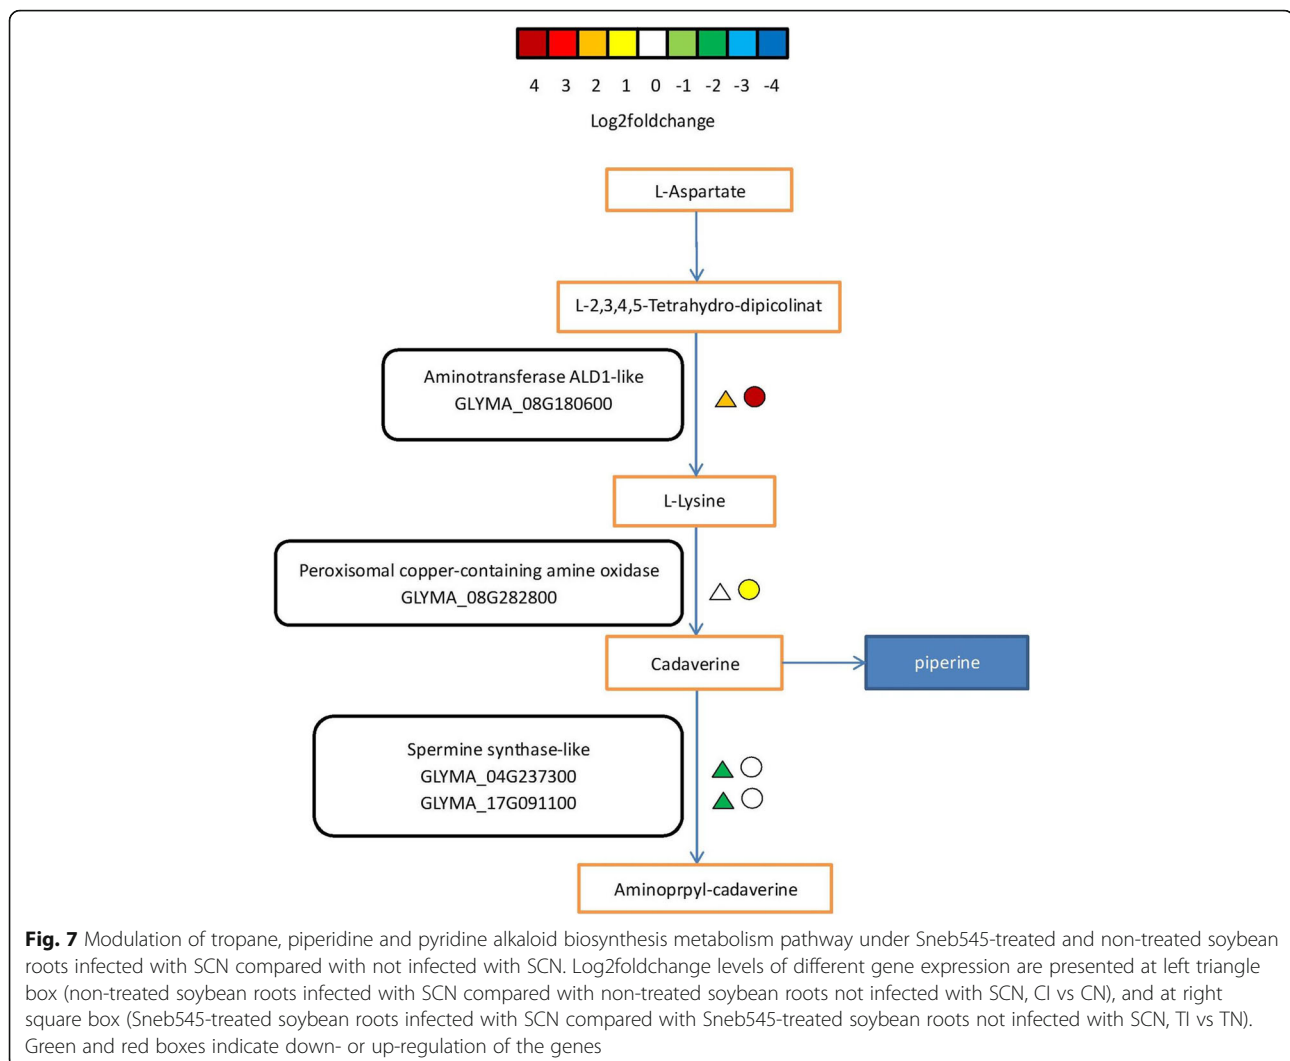 4 3 2 1 0 -1 -2 -3 -4
Log2foldchange
L-Aspartate
L-2,3,4,5-Tetrahydro-dipicolinat
Aminotransferase ALD1-like
GLYMA_08G180600
L-Lysine
Peroxisomal copper-containing amine oxidase
GLYMA_08G282800
Cadaverine
piperine
Spermine synthase-like
GLYMA_04G237300
GLYMA_17G091100
Aminoprpyl-cadaverine
Fig. 7 Modulation of tropane, piperidine and pyridine alkaloid biosynthesis metabolism pathway under Sneb545-treated and non-treated soybean
roots infected with SCN compared with not infected with SCN. Log2foldchange levels of different gene expression are presented at left triangle
box (non-treated soybean roots infected with SCN compared with non-treated soybean roots not infected with SCN, CI vs CN), and at right
square box (Sneb545-treated soybean roots infected with SCN compared with Sneb545-treated soybean roots not infected with SCN, TI vs TN).
Green and red boxes indicate down- or up-regulation of the genes